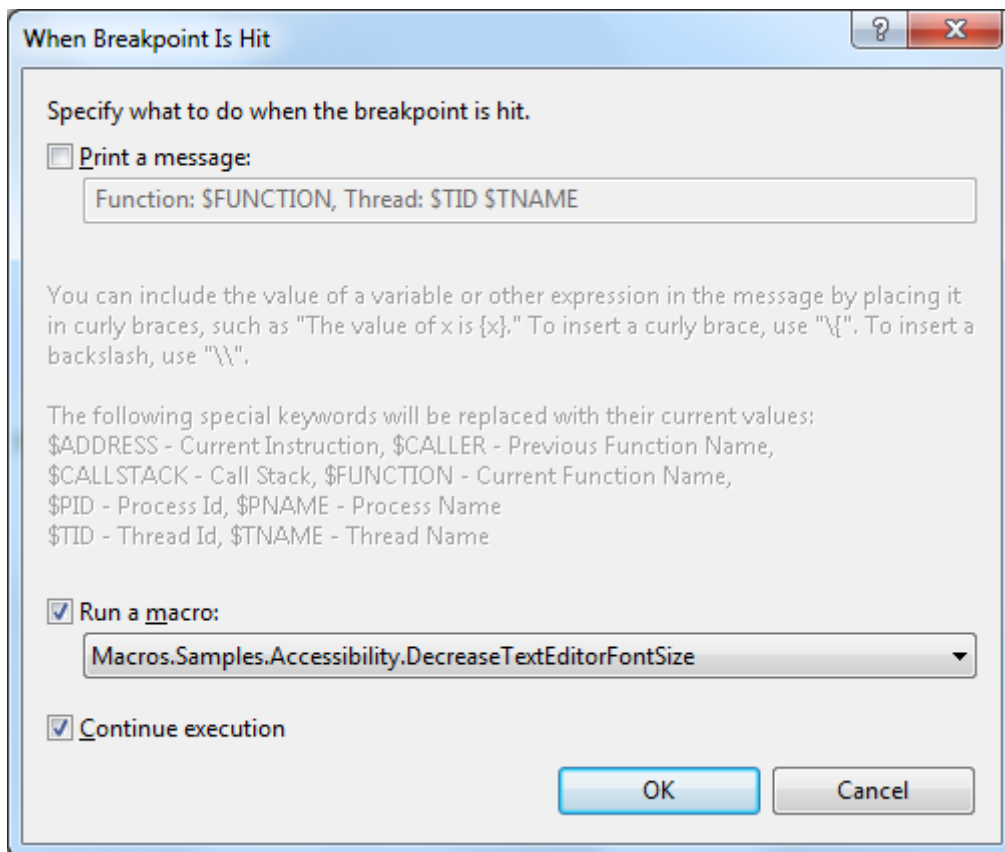 When Breakpoint Is Hit
Specify what to do when the breakpoint is hit.
Print a message:
Function: $FUNCTION, Thread: $TID $TNAME
You can include the value of a variable or other expression in the message by placing it
in curly braces, such as "The value of x is {x}." To insert a curly brace, use "\{". To insert a
backslash, use "\\".
The following special keywords will be replaced with their current values:
$ADDRESS - Current Instruction, $CALLER - Previous Function Name,
$CALLSTACK - Call Stack, $FUNCTION - Current Function Name,
$PID - Process Id, $PNAME - Process Name
$TID - Thread Id, $TNAME - Thread Name
Run a macro:
Macros.Samples.Accessibility.DecreaseTextEditorFontSize
Continue execution
OK Cancel